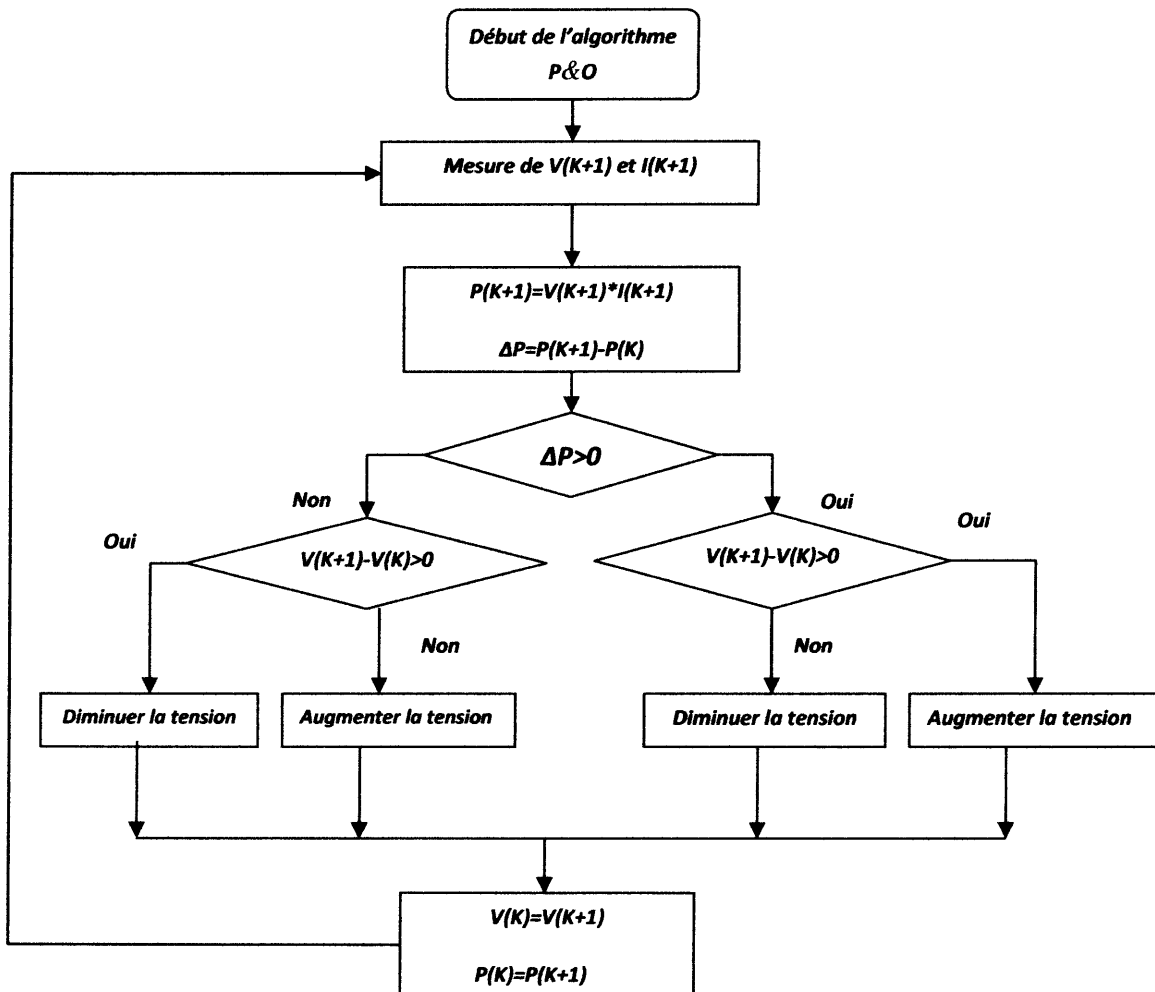 Début de l'algorithme
P&O
Mesure de V(K+1) et I(K+1)
P(K+1)=V(K+1)*I(K+1)
ΔP=P(K+1)-P(K)
ΔP>0
Non
Oui
Oui
Oui
V(K+1)-V(K)>0
V(K+1)-V(K)>0
Non
Non
Diminuer la tension
Augmenter la tension
Diminuer la tension
Augmenter la tension
V(K)=V(K+1)
P(K)=P(K+1)